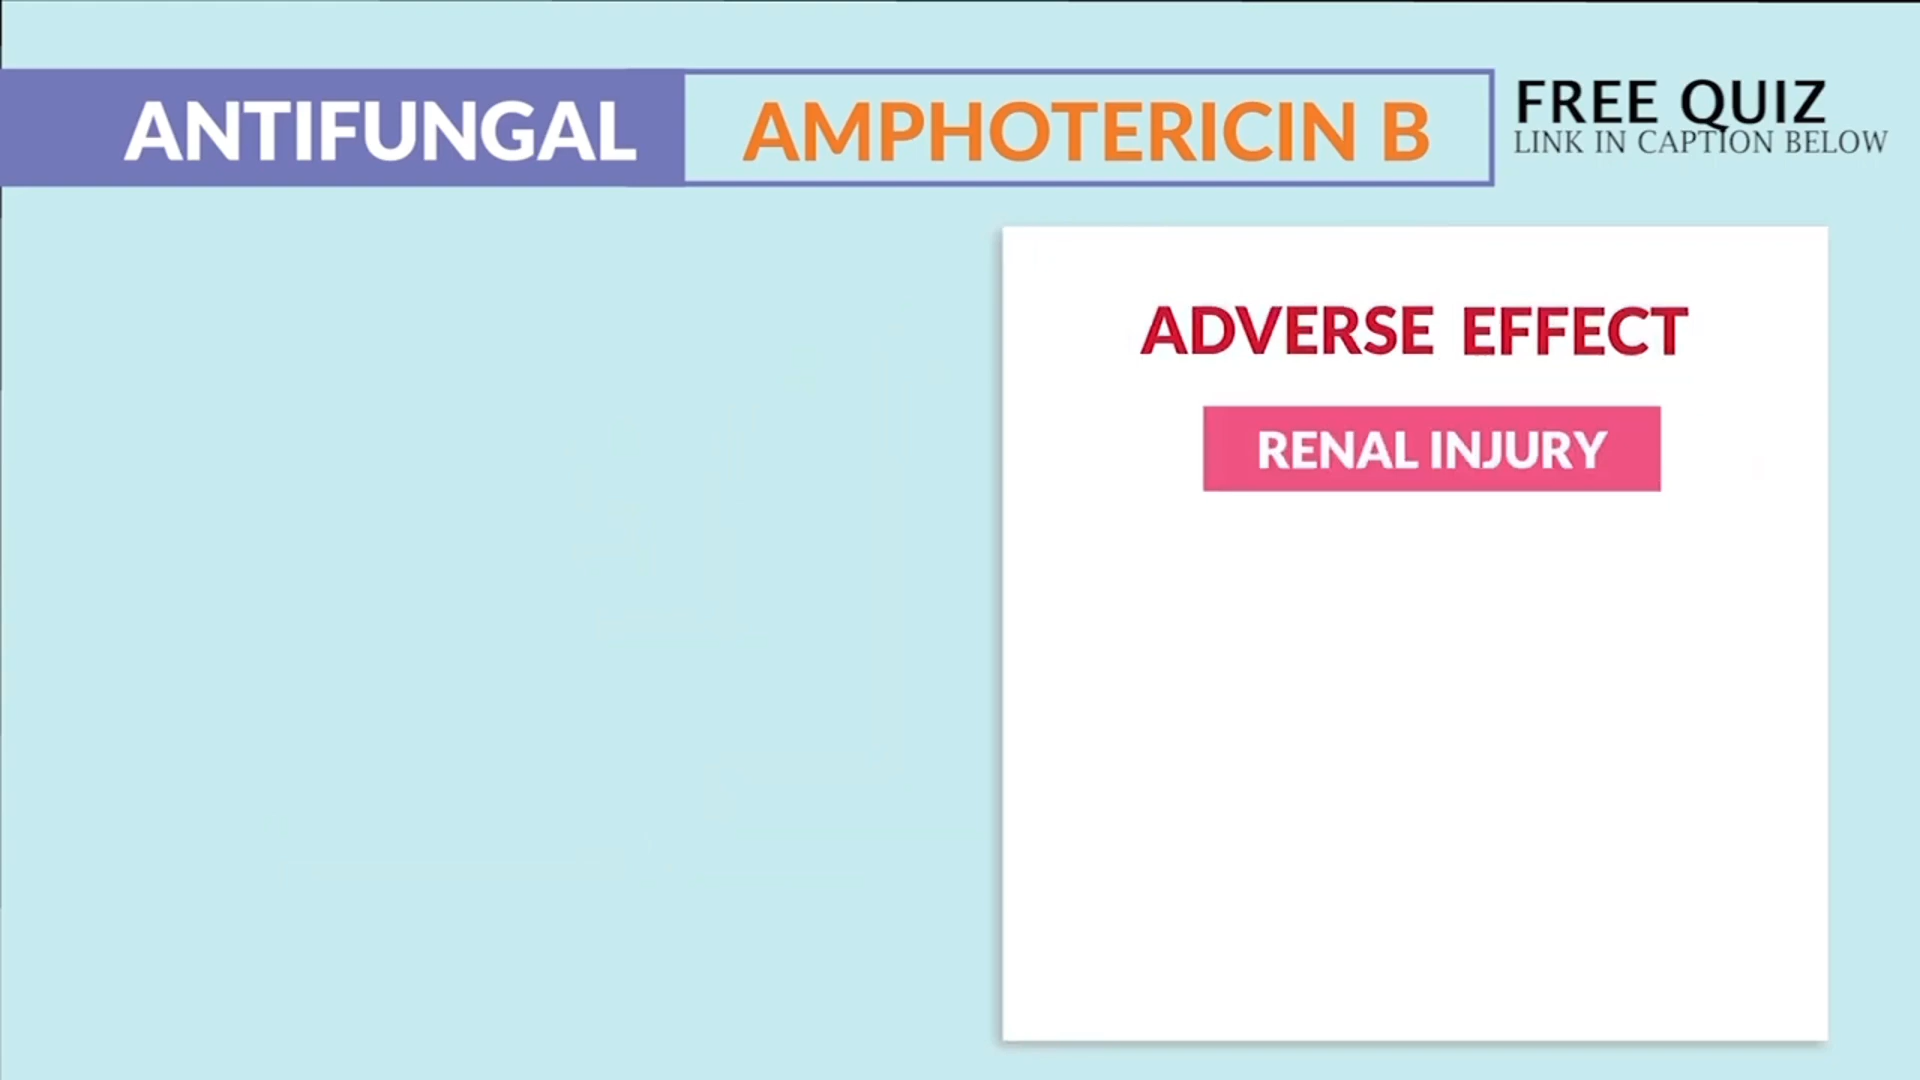 ANTIFUNGAL
AMPHOTERICIN B
FREE QUIZ
LINK IN CAPTION BELOW
ADVERSE EFFECT
RENAL INJURY